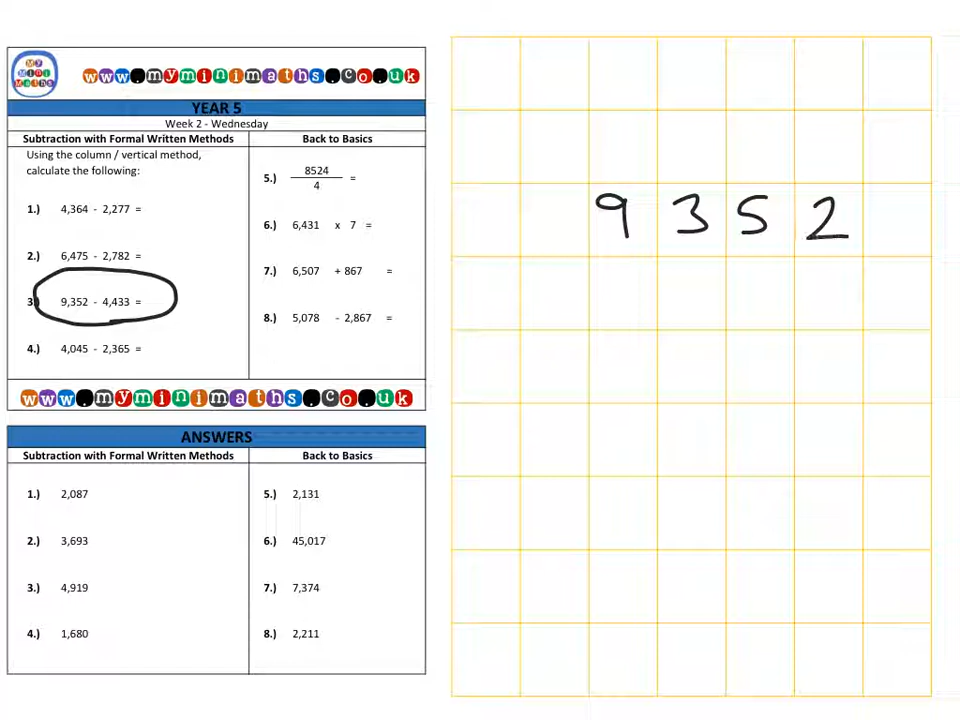 My
Mini
Maths
www.myminimaths.co.uk
YEAR 5
Week 2 - Wednesday
Subtraction with Formal Written Methods
Back to Basics
Using the column / vertical method,
calculate the following:
1.) 4,364 - 2,277 =
2.) 6,475 - 2,782 =
3.) 9,352 - 4,433 =
4.) 4,045 - 2,365 =
5.) 8524
4 =
6.) 6,431 x 7 =
7.) 6,507 + 867 =
8.) 5,078 - 2,867 =
www.myminimaths.co.uk
ANSWERS
Subtraction with Formal Written Methods
Back to Basics
1.) 2,087
2.) 3,693
3.) 4,919
4.) 1,680
5.) 2,131
6.) 45,017
7.) 7,374
8.) 2,211
9 3 5 2